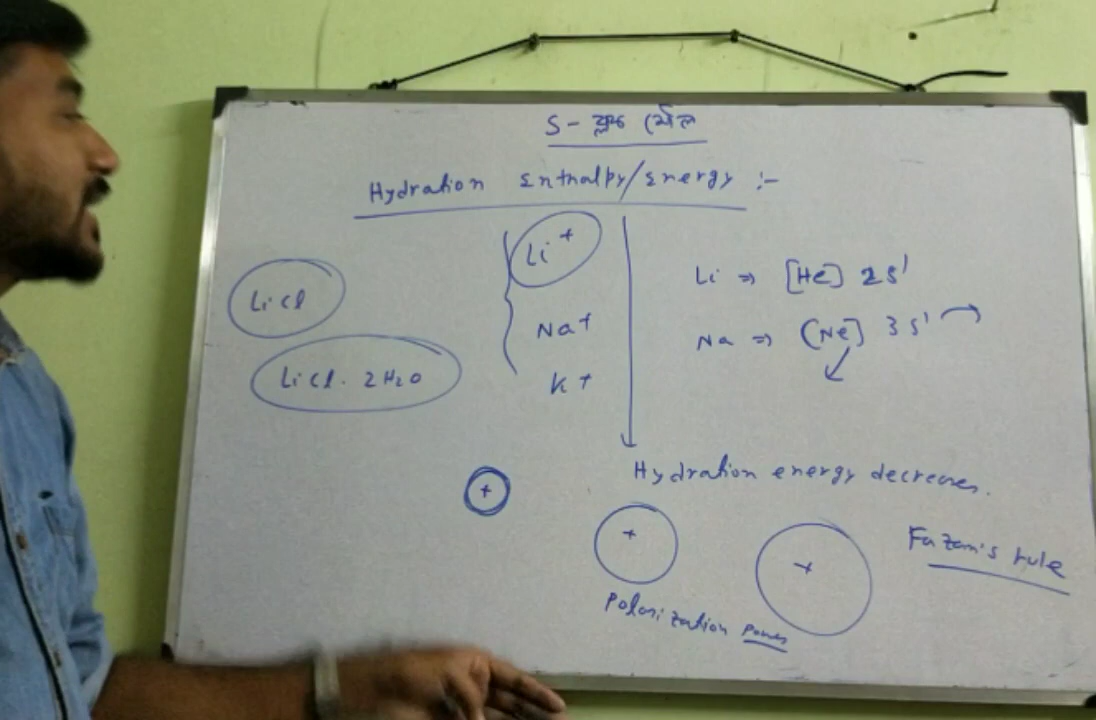 S - ব্লক মৌল
Hydration Enthalpy/Energy :-
Li+
Na+
K+
LiCl
LiCl. 2H2O
Li => [He] 2s1
Na => [Ne] 3s1
Hydration energy decreases.
+
+
+
Polarization Power
Fazan's rule